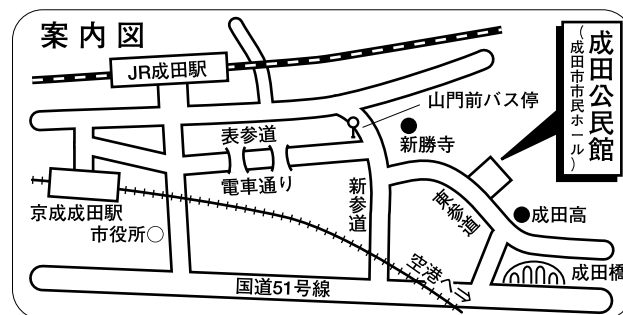 案内図
JR成田駅
成田公民館
(成田市市民ホール)
山門前バス停
新勝寺
表参道
電車通り
新参道
東参道
京成成田駅
市役所
成田高
成田橋
空港へ⇨
国道51号線